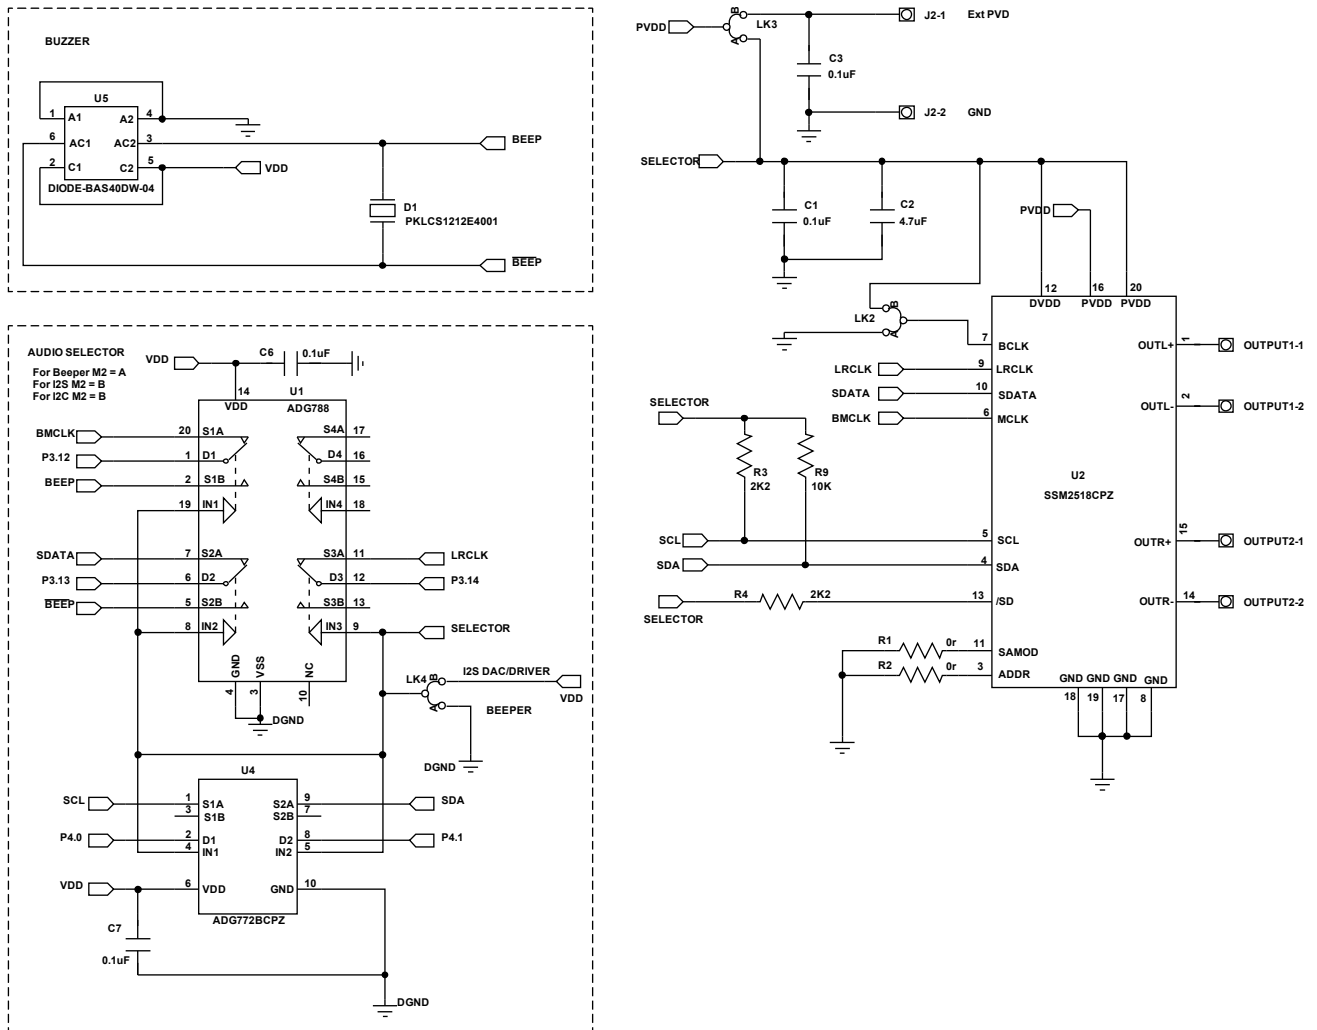 BUZZER
U5
1 A1
A2 4
6 AC1
AC2 3
2 C1
C2 5
DIODE-BAS40DW-04
VDD
BEEP
D1
PKLCS1212E4001
BEEP
AUDIO SELECTOR
For Beeper M2 = A
For I2S M2 = B
For I2C M2 = B
VDD
C6
0.1uF
14
VDD
U1
ADG788
BMCLK
20 S1A
S4A 17
P3.12
1 D1
D4 16
BEEP
2 S1B
S4B 15
19 IN1
IN4 18
SDATA
7 S2A
S3A 11
LRCLK
P3.13
6 D2
D3 12
P3.14
BEEP
5 S2B
S3B 13
8 IN2
IN3 9
SELECTOR
GND
VSS
NC
4
3
10
DGND
LK4
B
A
I2S DAC/DRIVER
VDD
BEEPER
DGND
U4
SCL
1 S1A
S2A 9
SDA
3 S1B
S2B 7
P4.0
2 D1
D2 8
P4.1
4 IN1
IN2 5
VDD
6 VDD
GND 10
ADG772BCPZ
C7
0.1uF
DGND
PVDD
B
A
LK3
J2-1 Ext PVD
C3
0.1uF
J2-2 GND
SELECTOR
C1
0.1uF
C2
4.7uF
PVDD
12
16
20
DVDD
PVDD
PVDD
LK2
B
A
7 BCLK
LRCLK
9 LRCLK
SDATA
10 SDATA
BMCLK
6 MCLK
OUTL+ 1
OUTPUT1-1
OUTL- 2
OUTPUT1-2
SELECTOR
R3
2K2
R9
10K
U2
SSM2518CPZ
SCL
5 SCL
SDA
4 SDA
OUTR+ 15
OUTPUT2-1
SELECTOR
R4
2K2
13 /SD
OUTR- 14
OUTPUT2-2
R1
0r
11 SAMOD
R2
0r
3 ADDR
GND GND GND GND
18 19 17 8